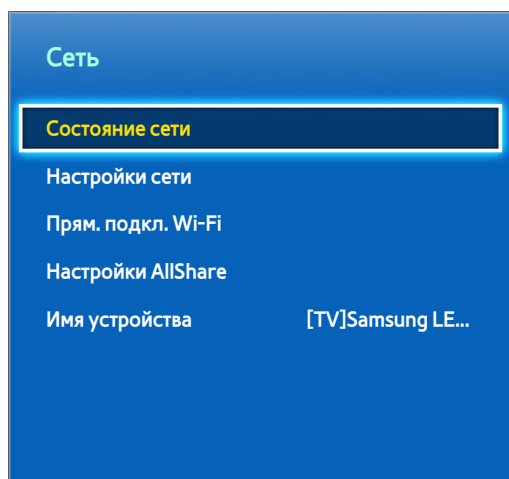 Сеть
Состояние сети
Настройки сети
Прям. подкл. Wi-Fi
Настройки AllShare
Имя устройства [TV]Samsung LE...